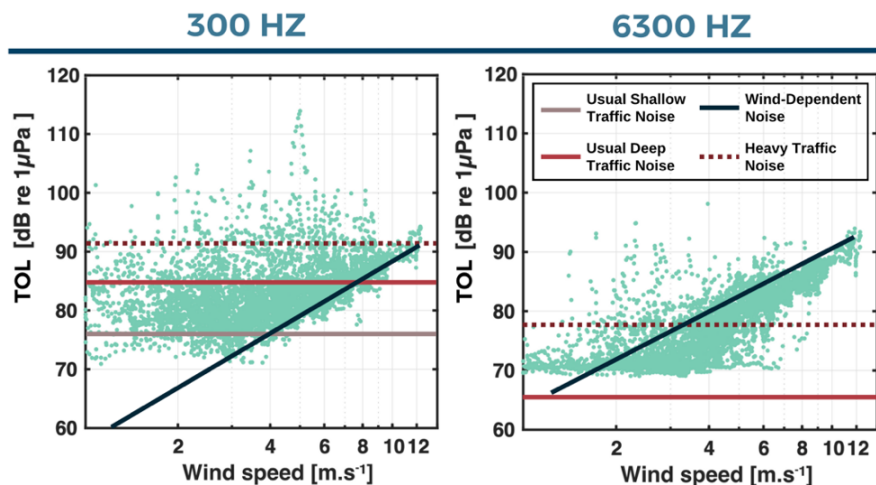 300 HZ
6300 HZ
120
110
100
90
80
70
60
TOL [dB re 1µPa]
2
4
6
8
10
12
Wind speed [m.s⁻¹]
120
110
100
90
80
70
60
TOL [dB re 1µPa]
Usual Shallow
Traffic Noise
Wind-Dependent
Noise
Usual Deep
Traffic Noise
Heavy Traffic
Noise
2
4
6
8
10
12
Wind speed [m.s⁻¹]